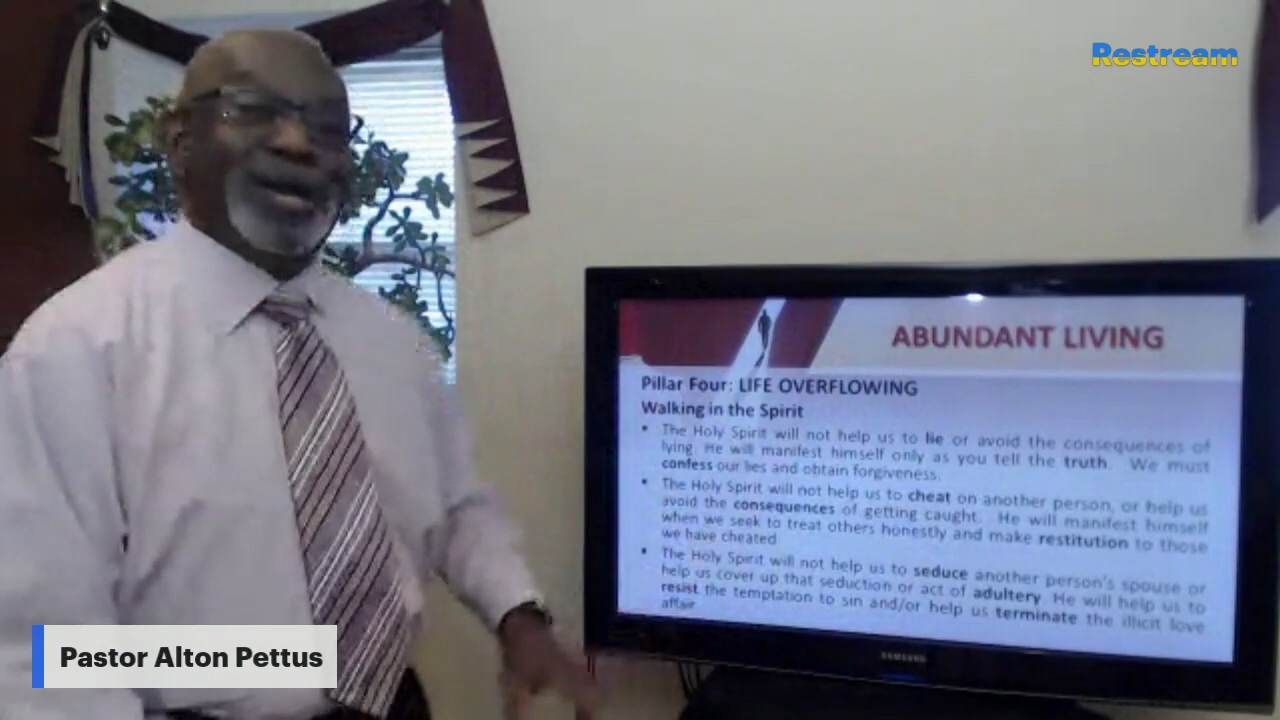 Restream
ABUNDANT LIVING
Pillar Four: LIFE OVERFLOWING
Walking in the Spirit
• The Holy Spirit will not help us to lie or avoid the consequences of
lying. He will manifest himself only as you tell the truth. We must
confess our lies and obtain forgiveness.
• The Holy Spirit will not help us to cheat on another person, or help us
avoid the consequences of getting caught. He will manifest himself
when we seek to treat others honestly and make restitution to those
we have cheated
• The Holy Spirit will not help us to seduce another person's spouse or
help us cover up that seduction or act of adultery. He will help us to
resist the temptation to sin and/or help us terminate the illicit love
affair.
SAMSUNG
Pastor Alton Pettus